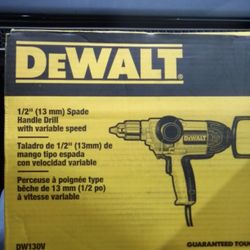 DEWALT
1/2" (13 mm) Spade
Handle Drill
with variable speed
Taladro de 1/2" (13mm) de
mango tipo espada
con velocidad variable
Perceuse à poignée type
bêche de 13 mm (1/2 po)
à vitesse variable
DW130V
GUARANTEED TOU